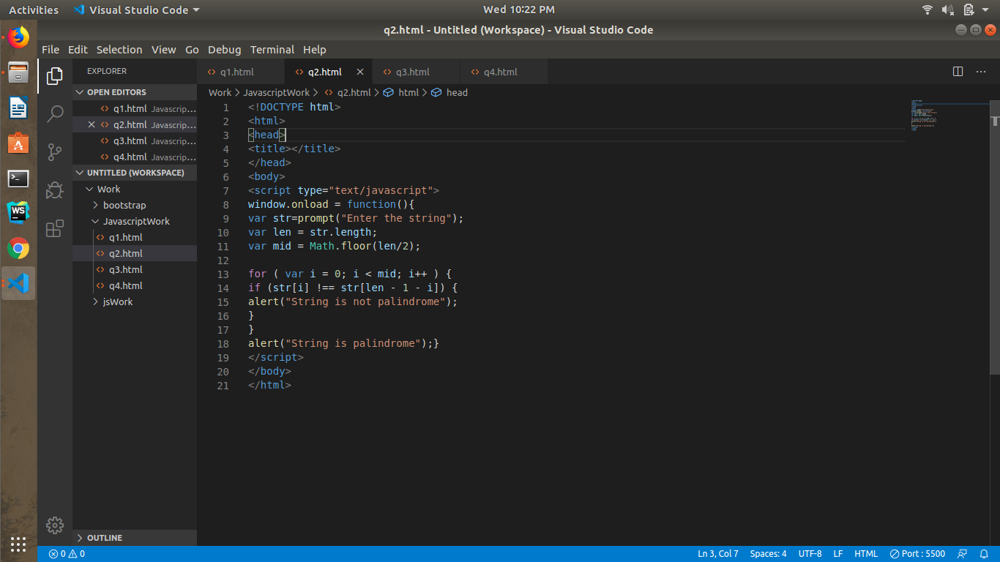 Activities
Visual Studio Code
Wed 10:22 PM
q2.html - Untitled (Workspace) - Visual Studio Code
File Edit Selection View Go Debug Terminal Help
EXPLORER
OPEN EDITORS
q1.html Javascrip...
q2.html Javascrip...
q3.html Javascrip...
q4.html Javascrip...
UNTITLED (WORKSPACE)
Work
bootstrap
JavascriptWork
q1.html
q2.html
q3.html
q4.html
jsWork
OUTLINE
q1.html q2.html q3.html q4.html
Work > JavascriptWork > q2.html > html > head
1 <!DOCTYPE html>
2 <html>
3 <head>
4 <title></title>
5 </head>
6 <body>
7 <script type="text/javascript">
8 window.onload = function(){
9 var str=prompt("Enter the string");
10 var len = str.length;
11 var mid = Math.floor(len/2);
12
13 for ( var i = 0; i < mid; i++ ) {
14 if (str[i] !== str[len - 1 - i]) {
15 alert("String is not palindrome");
16 }
17 }
18 alert("String is palindrome");}
19 </script>
20 </body>
21 </html>
WS
0 0
Ln 3, Col 7 Spaces: 4 UTF-8 LF HTML Port : 5500